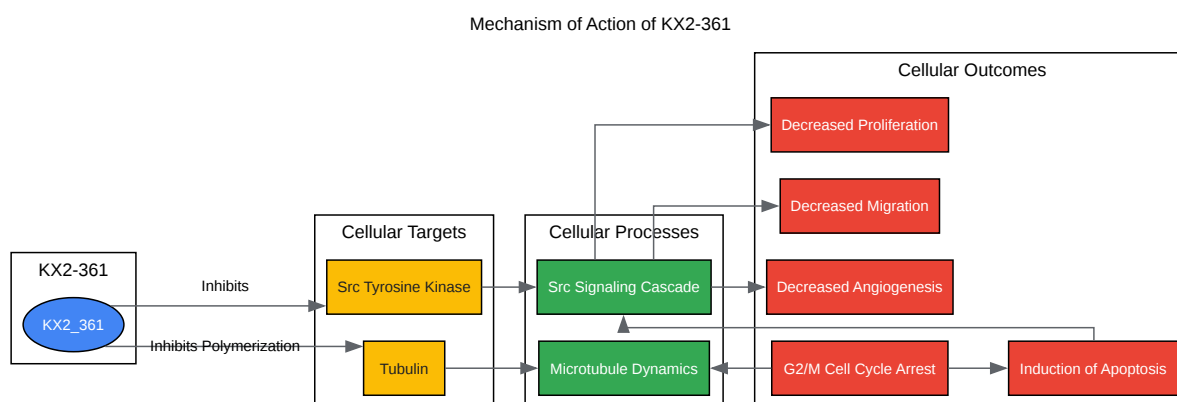 Mechanism of Action of KX2-361
KX2-361
KX2_361
Inhibits
Inhibits Polymerization
Cellular Targets
Src Tyrosine Kinase
Tubulin
Cellular Processes
Src Signaling Cascade
Microtubule Dynamics
Cellular Outcomes
Decreased Proliferation
Decreased Migration
Decreased Angiogenesis
G2/M Cell Cycle Arrest
Induction of Apoptosis